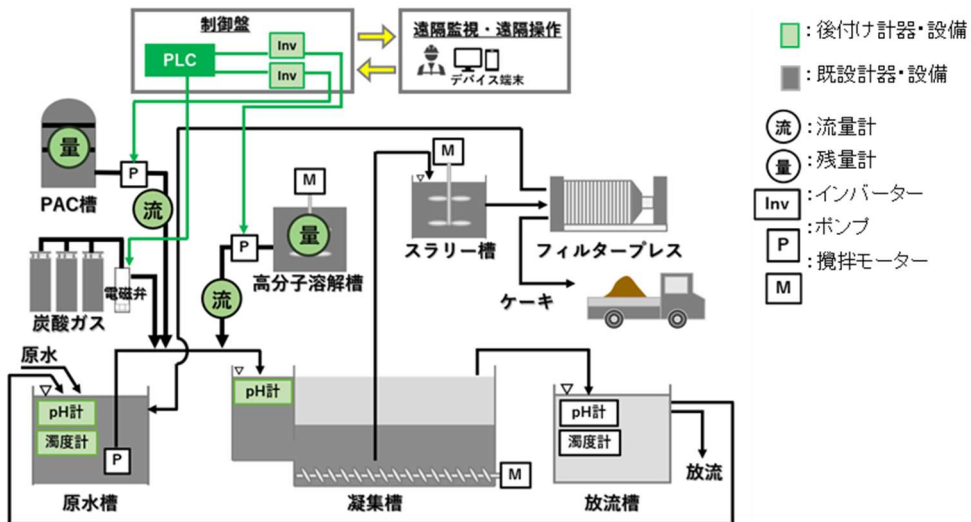 制御盤
PLC
Inv
Inv
遠隔監視・遠隔操作
デバイス端末
量
P
PAC槽
流
M
量
P
高分子溶解槽
流
電磁弁
炭酸ガス
M
スラリー槽
フィルタープレス
ケーキ
原水
pH計
濁度計
P
原水槽
pH計
M
凝集槽
pH計
濁度計
放流
放流槽
:後付け計器・設備
:既設計器・設備
流:流量計
量:残量計
Inv:インバーター
P:ポンプ
M:攪拌モーター